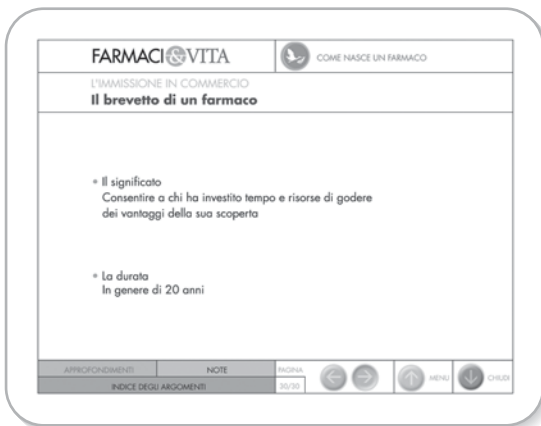 FARMACI&VITA
COME NASCE UN FARMACO
L'IMMISSIONE IN COMMERCIO
Il brevetto di un farmaco
• Il significato
Consentire a chi ha investito tempo e risorse di godere
dei vantaggi della sua scoperta
• La durata
In genere di 20 anni
APPROFONDIMENTI
NOTE
PAGINA
INDICE DEGLI ARGOMENTI
30/30
MENU
CHIUDI